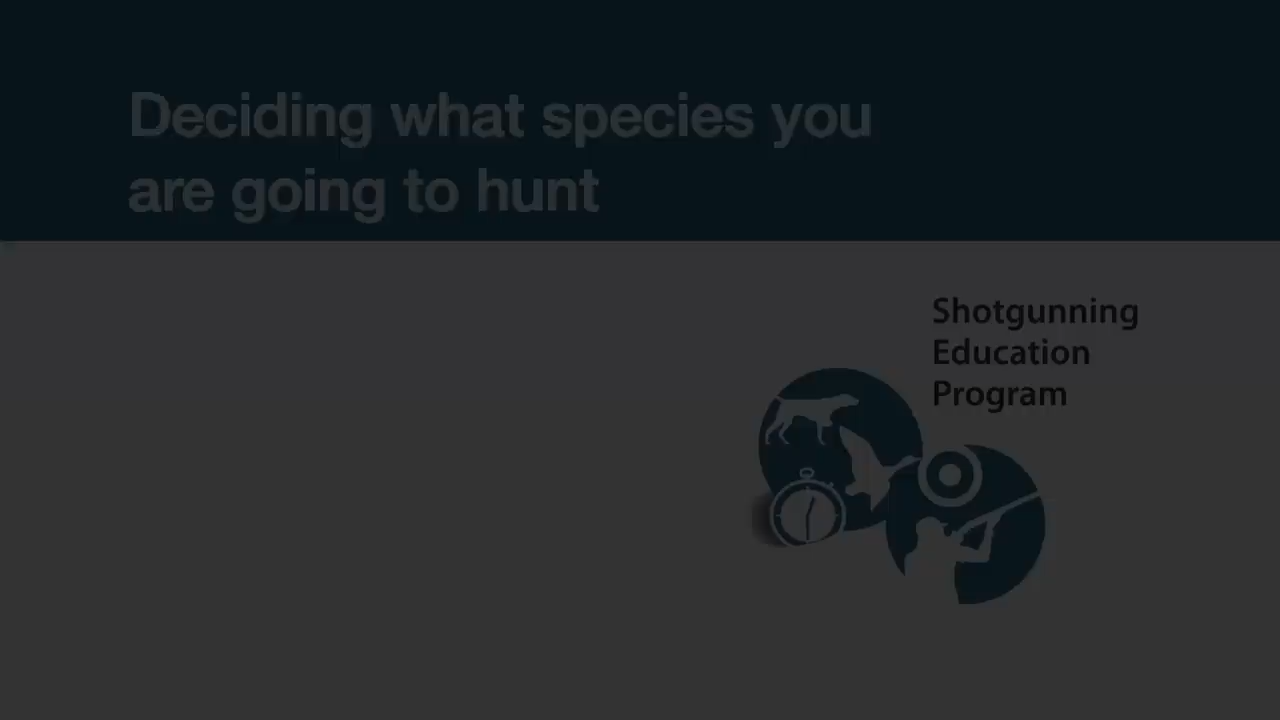 Deciding what species you
are going to hunt
Shotgunning
Education
Program